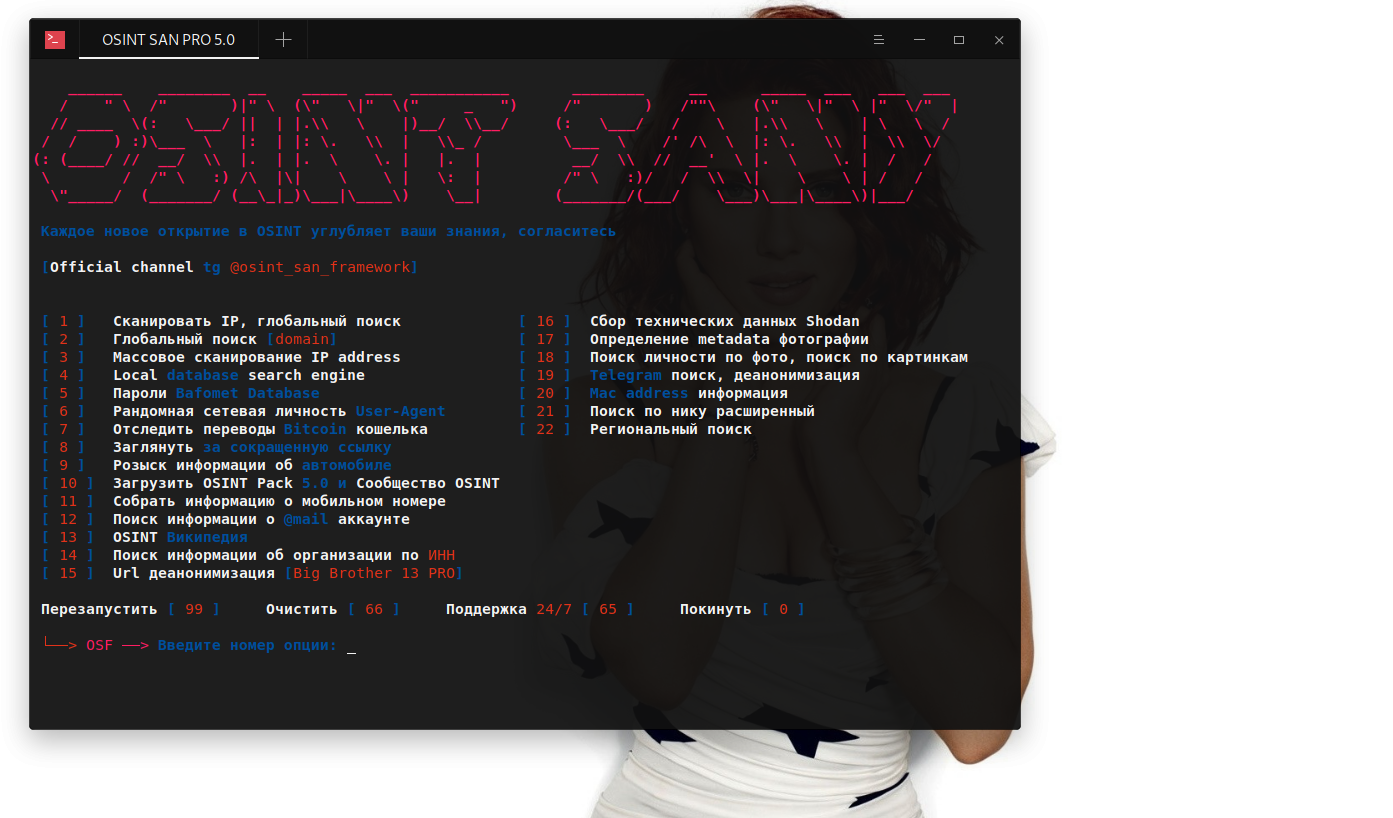 OSINT SAN PRO 5.0
OSINT SAN
Каждое новое открытие в OSINT углубляет ваши знания, согласитесь
[Official channel tg @osint_san_framework]
[ 1 ] Сканировать IP, глобальный поиск
[ 2 ] Глобальный поиск [domain]
[ 3 ] Массовое сканирование IP address
[ 4 ] Local database search engine
[ 5 ] Пароли Bafomet Database
[ 6 ] Рандомная сетевая личность User-Agent
[ 7 ] Отследить переводы Bitcoin кошелька
[ 8 ] Заглянуть за сокращенную ссылку
[ 9 ] Розыск информации об автомобиле
[ 10 ] Загрузить OSINT Pack 5.0 и Сообщество OSINT
[ 11 ] Собрать информацию о мобильном номере
[ 12 ] Поиск информации о @mail аккаунте
[ 13 ] OSINT Википедия
[ 14 ] Поиск информации об организации по ИНН
[ 15 ] Url деанонимизация [Big Brother 13 PRO]
[ 16 ] Сбор технических данных Shodan
[ 17 ] Определение metadata фотографии
[ 18 ] Поиск личности по фото, поиск по картинкам
[ 19 ] Telegram поиск, деанонимизация
[ 20 ] Mac address информация
[ 21 ] Поиск по нику расширенный
[ 22 ] Региональный поиск
Перезапустить [ 99 ] Очистить [ 66 ] Поддержка 24/7 [ 65 ] Покинуть [ 0 ]
└──> OSF ──> Введите номер опции: _